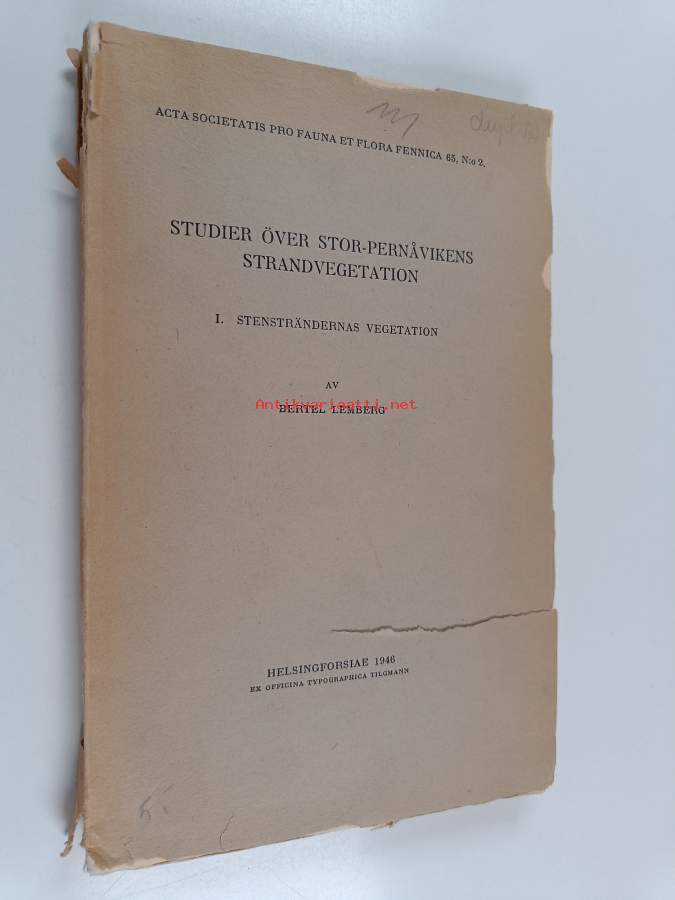 ACTA SOCIETATIS PRO FAUNA ET FLORA FENNICA 65, N:o 2.
STUDIER ÖVER STOR-PERNÅVIKENS
STRANDVEGETATION
I. STENSTRÄNDERNAS VEGETATION
AV
Antikvariaatti.net
BERTEL LEMBERG
HELSINGFORSIAE 1946
EX OFFICINA TYPOGRAPHICA TILGMANN